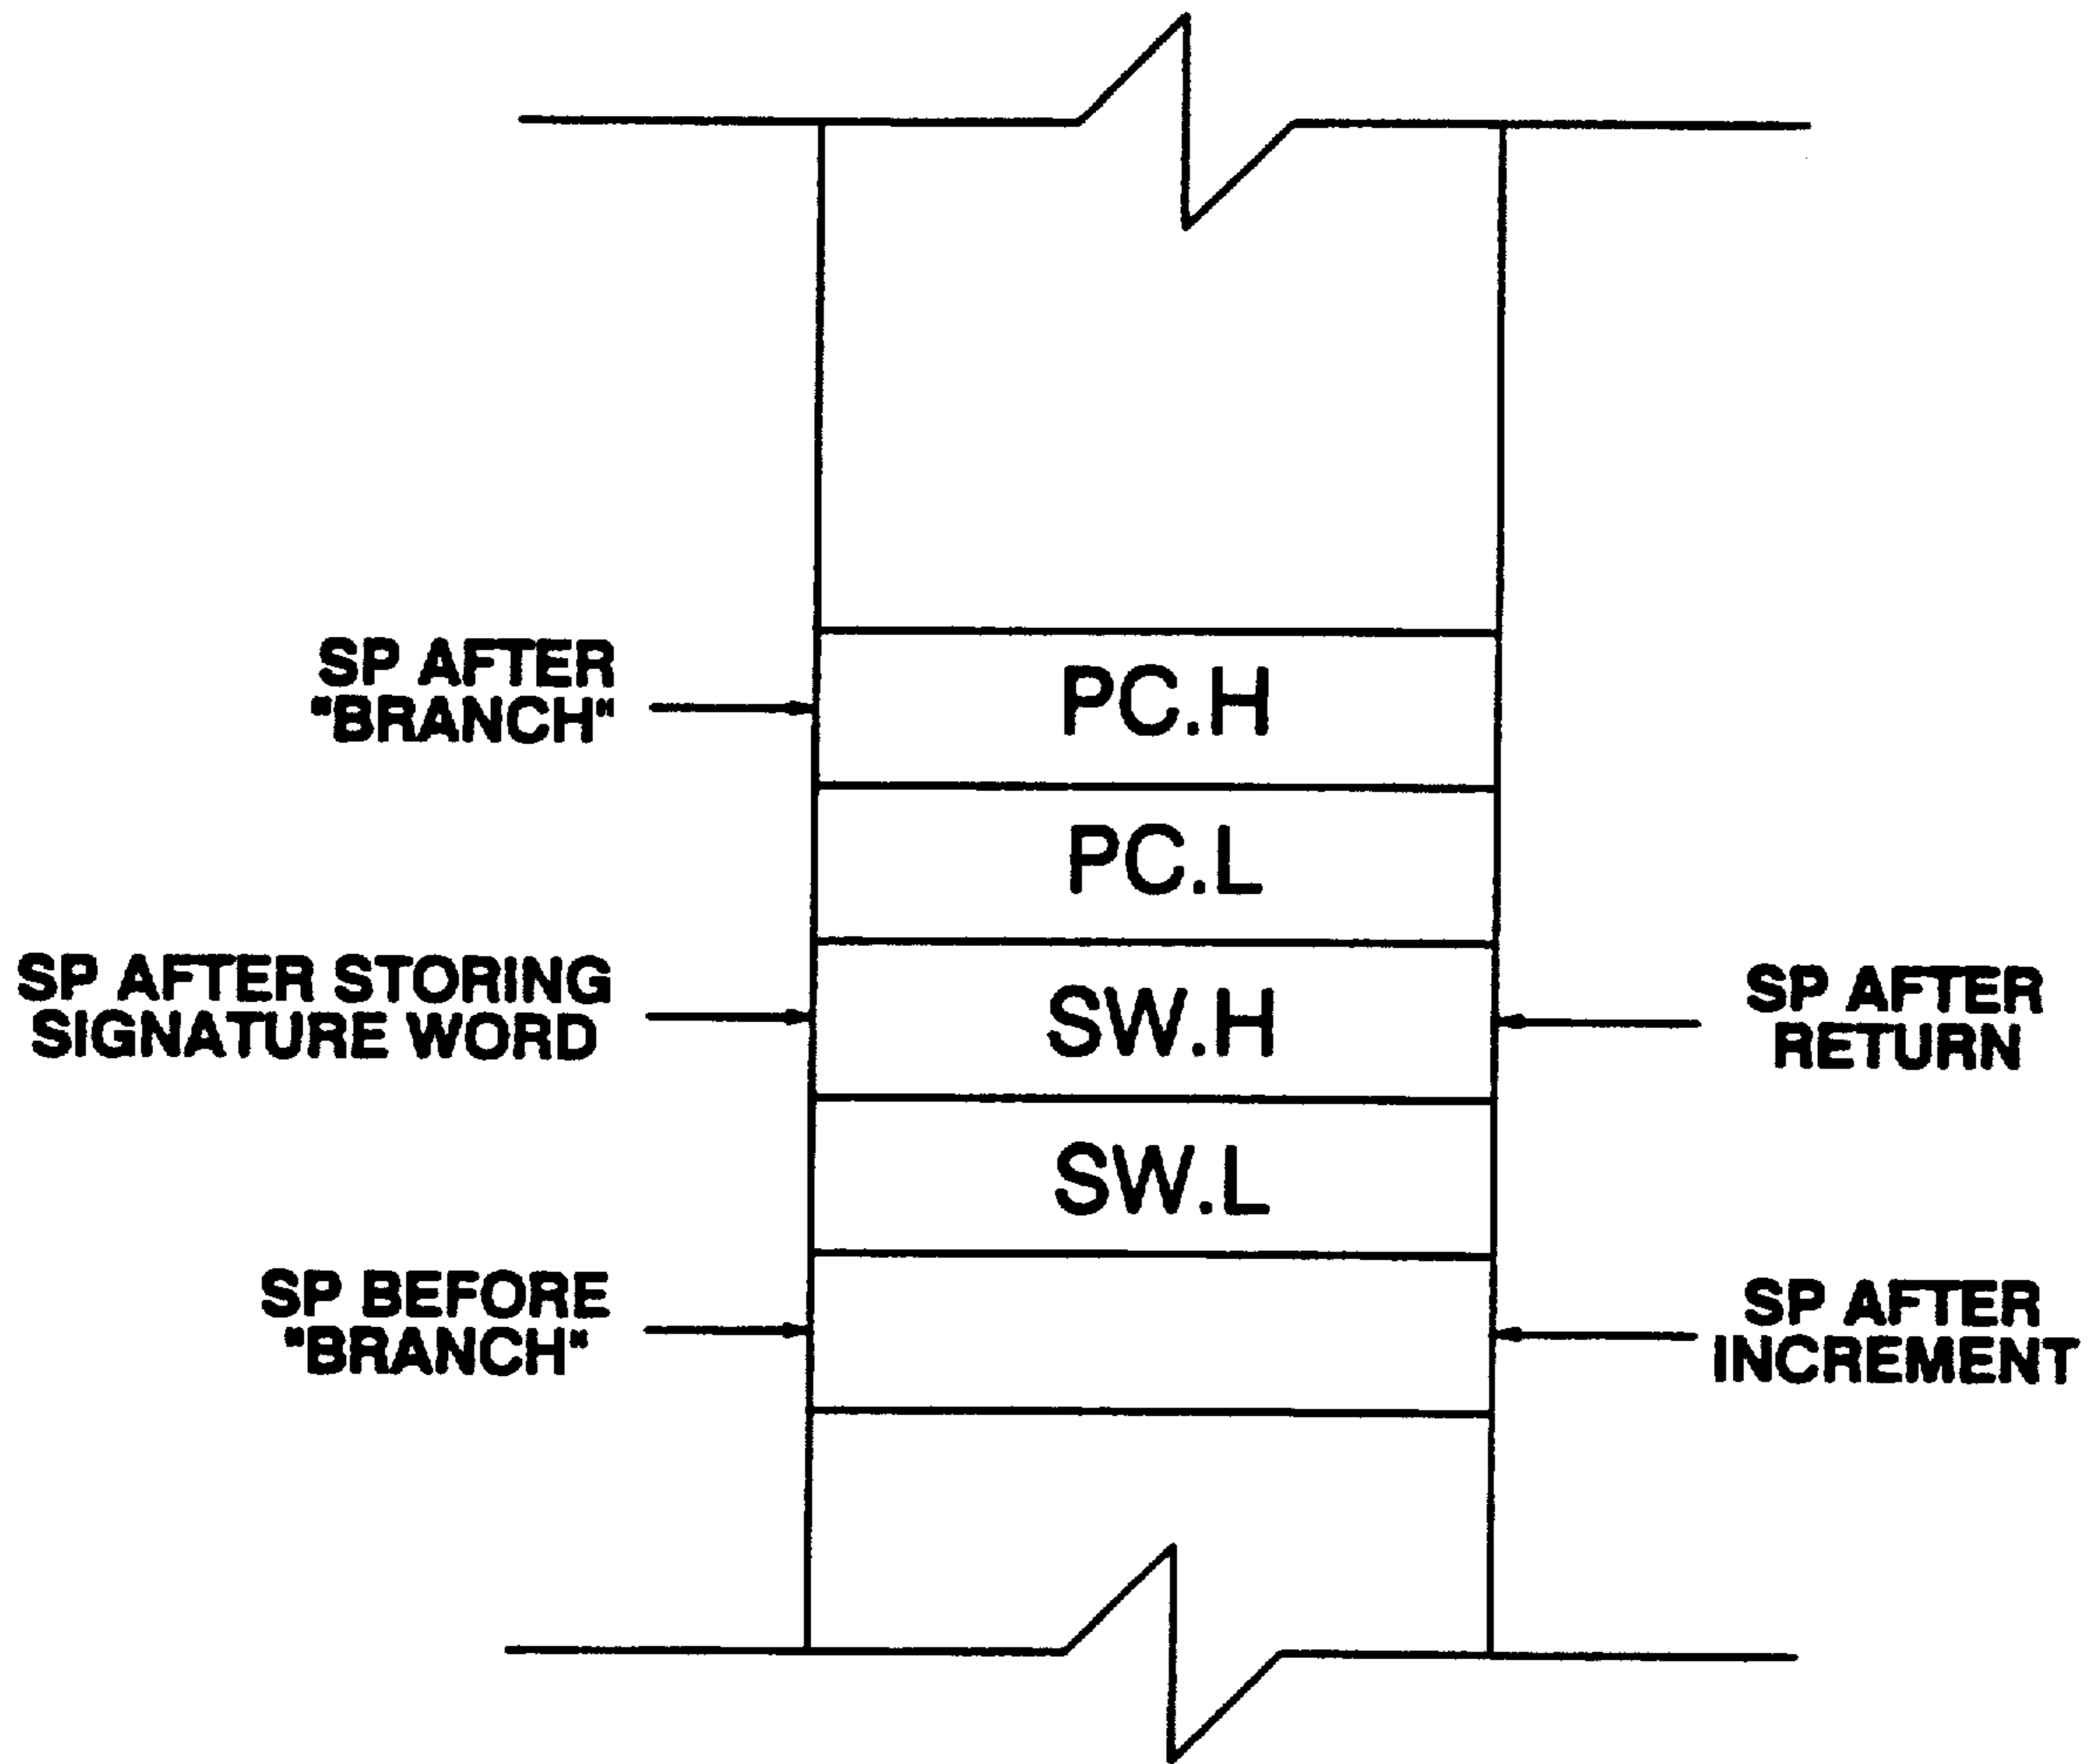 SP AFTER
"BRANCH"
PC.H
PC.L
SP AFTER STORING
SIGNATURE WORD
SW.H
SP AFTER
RETURN
SW.L
SP BEFORE
"BRANCH"
SP AFTER
INCREMENT